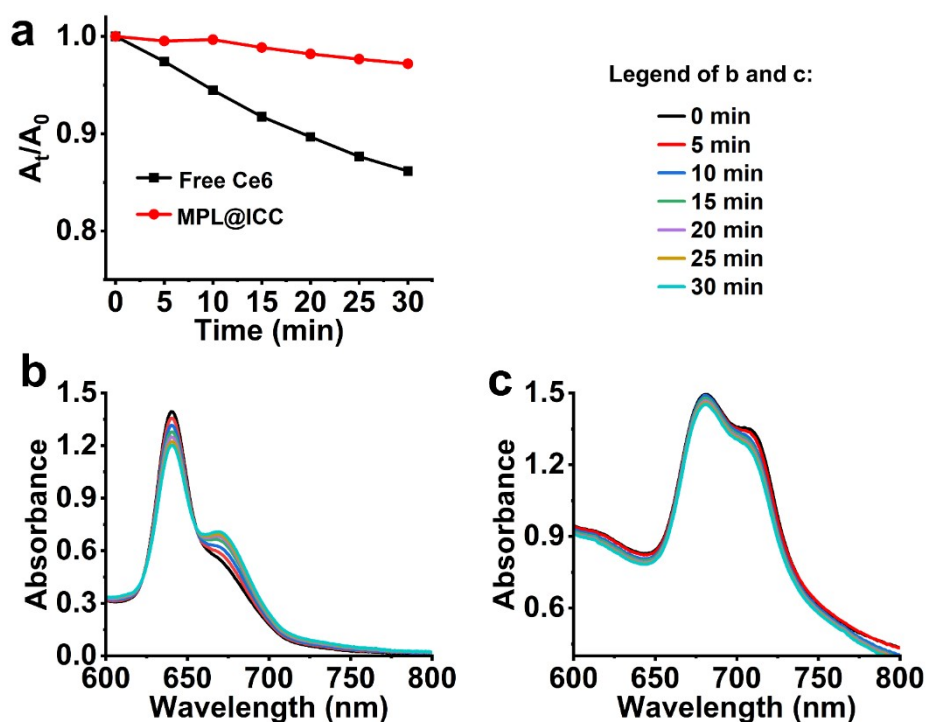 a
1.0
0.9
0.8
Aₜ/A₀
Free Ce6
MPL@ICC
0 5 10 15 20 25 30
Time (min)
Legend of b and c:
0 min
5 min
10 min
15 min
20 min
25 min
30 min
b
1.5
1.2
0.9
0.6
0.3
0.0
Absorbance
600 650 700 750 800
Wavelength (nm)
c
1.5
1.2
0.9
0.6
Absorbance
600 650 700 750 800
Wavelength (nm)